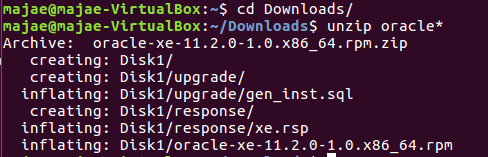 majae@majae-VirtualBox:~$ cd Downloads/
majae@majae-VirtualBox:~/Downloads$ unzip oracle*
Archive:  oracle-xe-11.2.0-1.0.x86_64.rpm.zip
   creating: Disk1/
   creating: Disk1/upgrade/
  inflating: Disk1/upgrade/gen_inst.sql
   creating: Disk1/response/
  inflating: Disk1/response/xe.rsp
  inflating: Disk1/oracle-xe-11.2.0-1.0.x86_64.rpm